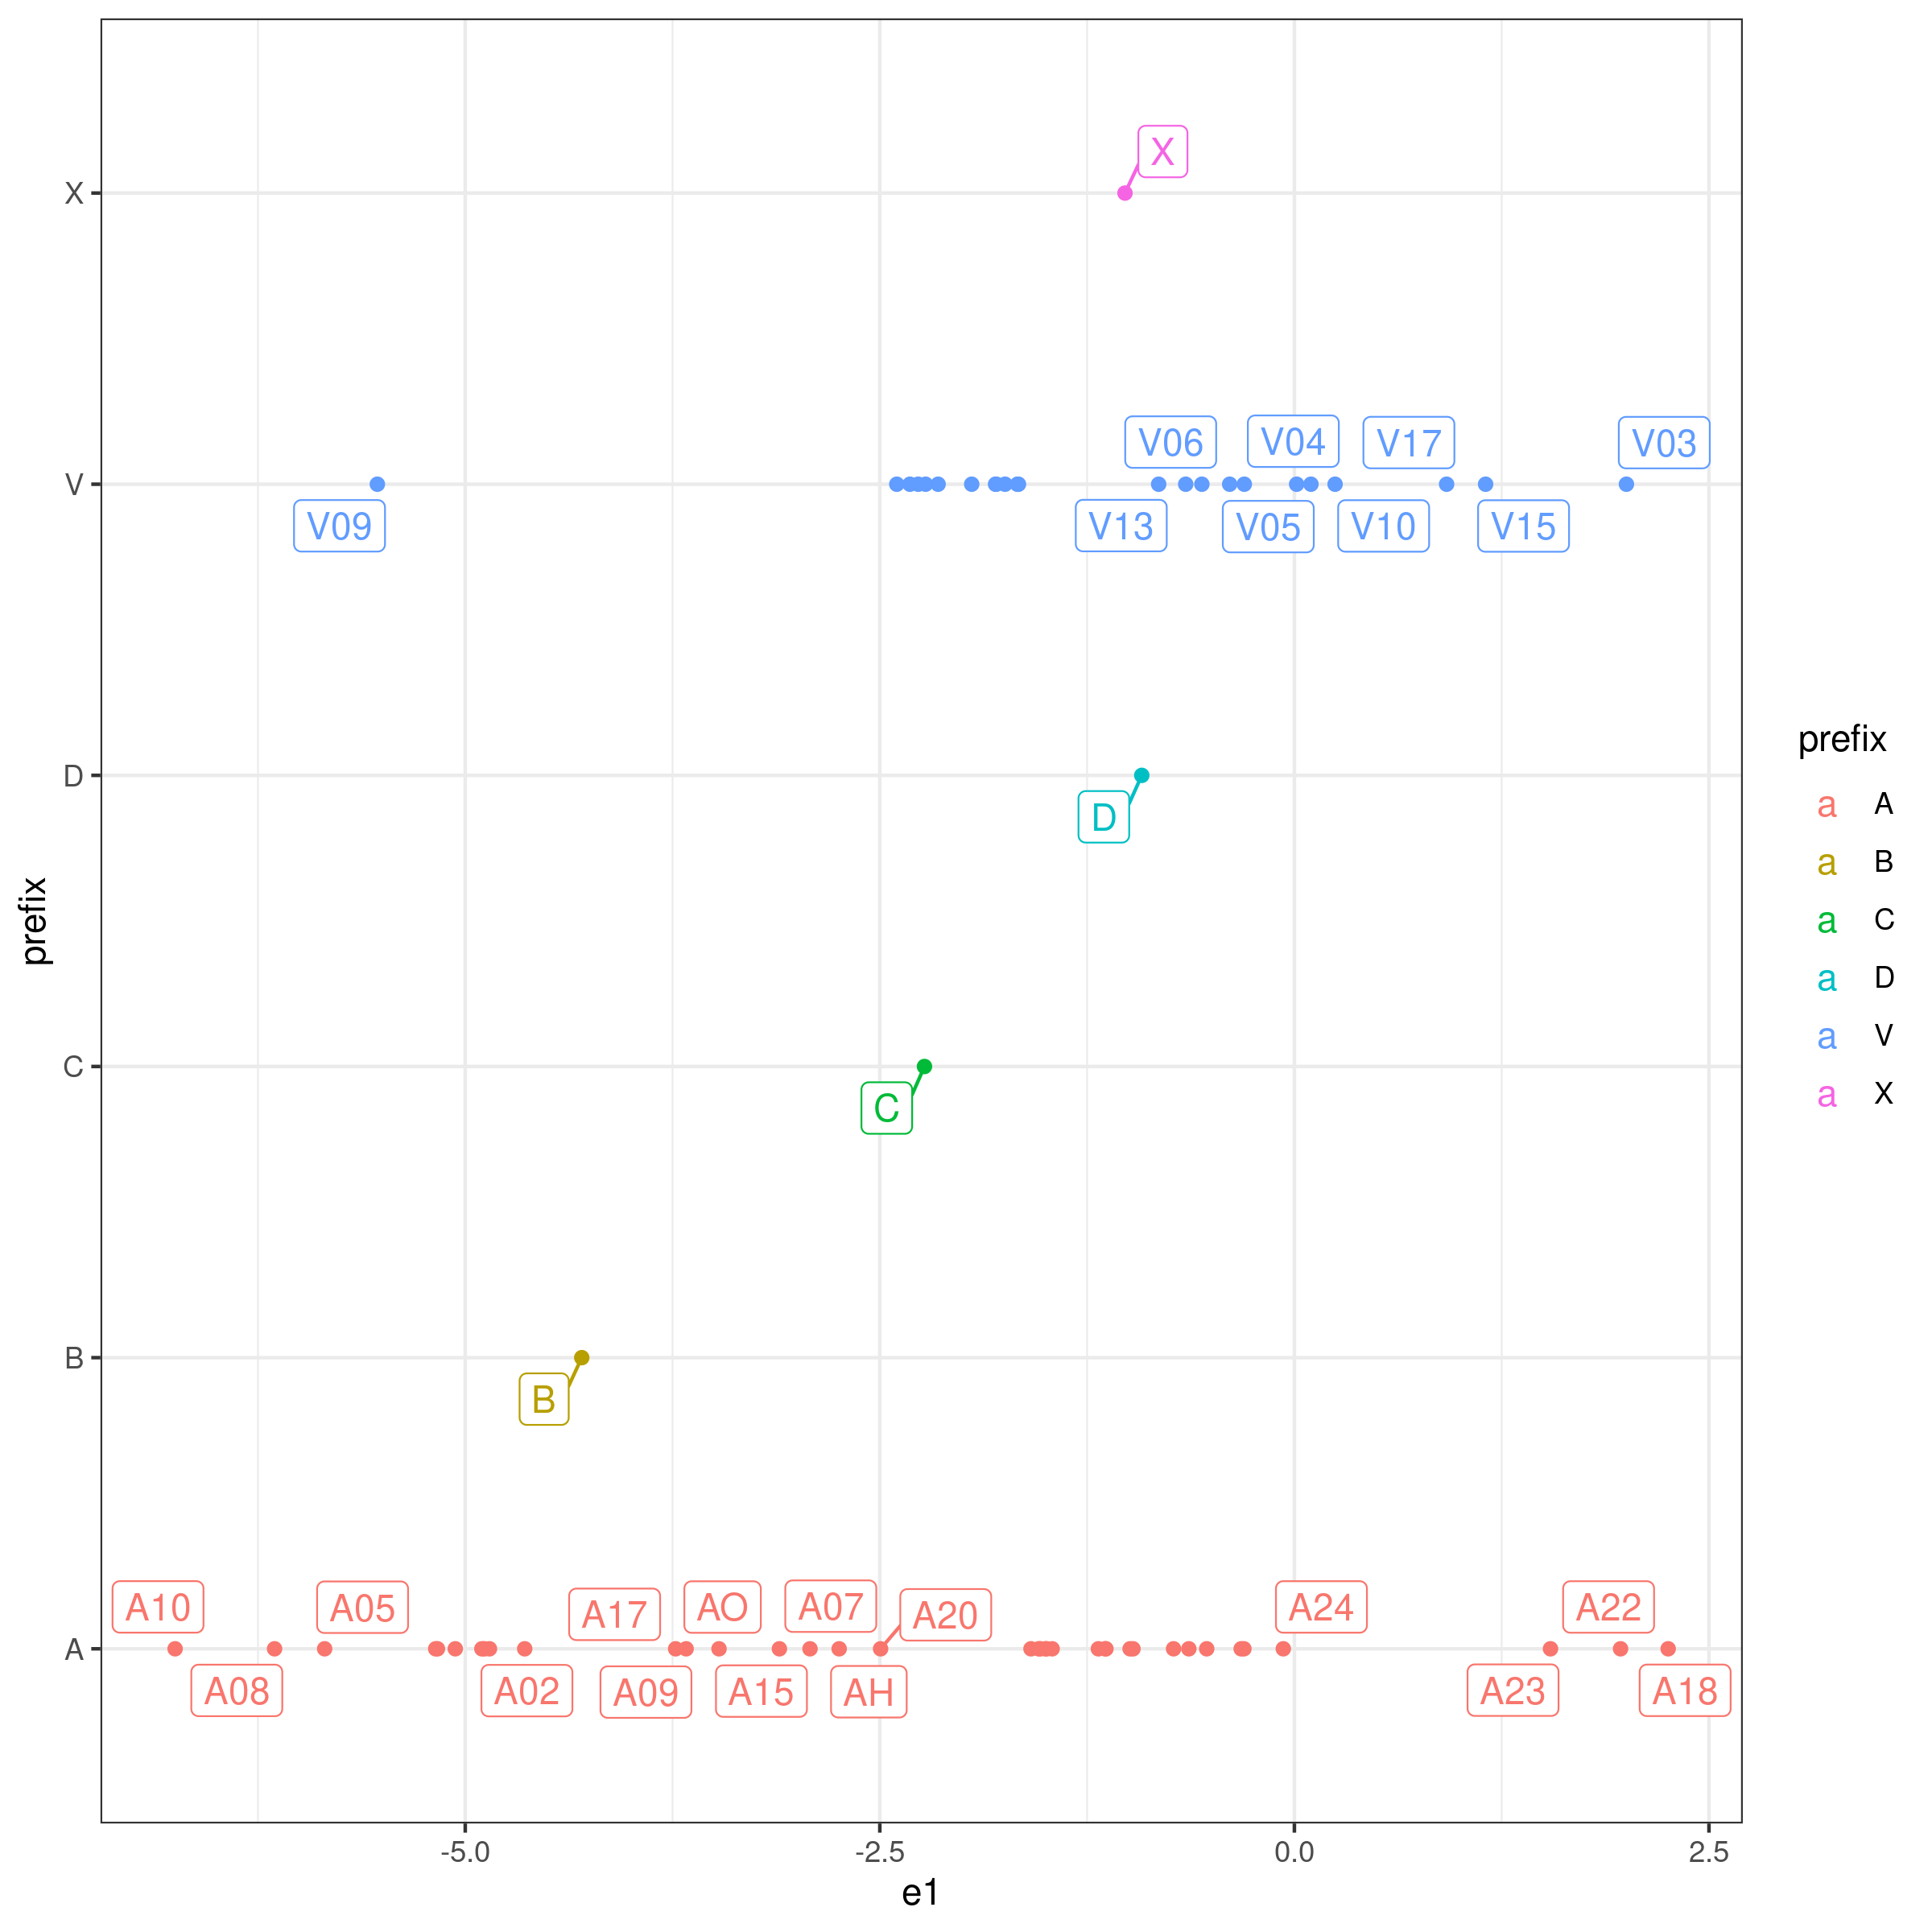 X
X
V06
V04
V17
V03
V
V09
V13
V05
V10
V15
D
D
prefix
a A
a B
a C
a D
a V
a X
prefix
C
C
B
B
A10
A05
A17
AO
A07
A20
A24
A22
A
A08
A02
A09
A15
AH
A23
A18
-5.0
-2.5
0.0
2.5
e1